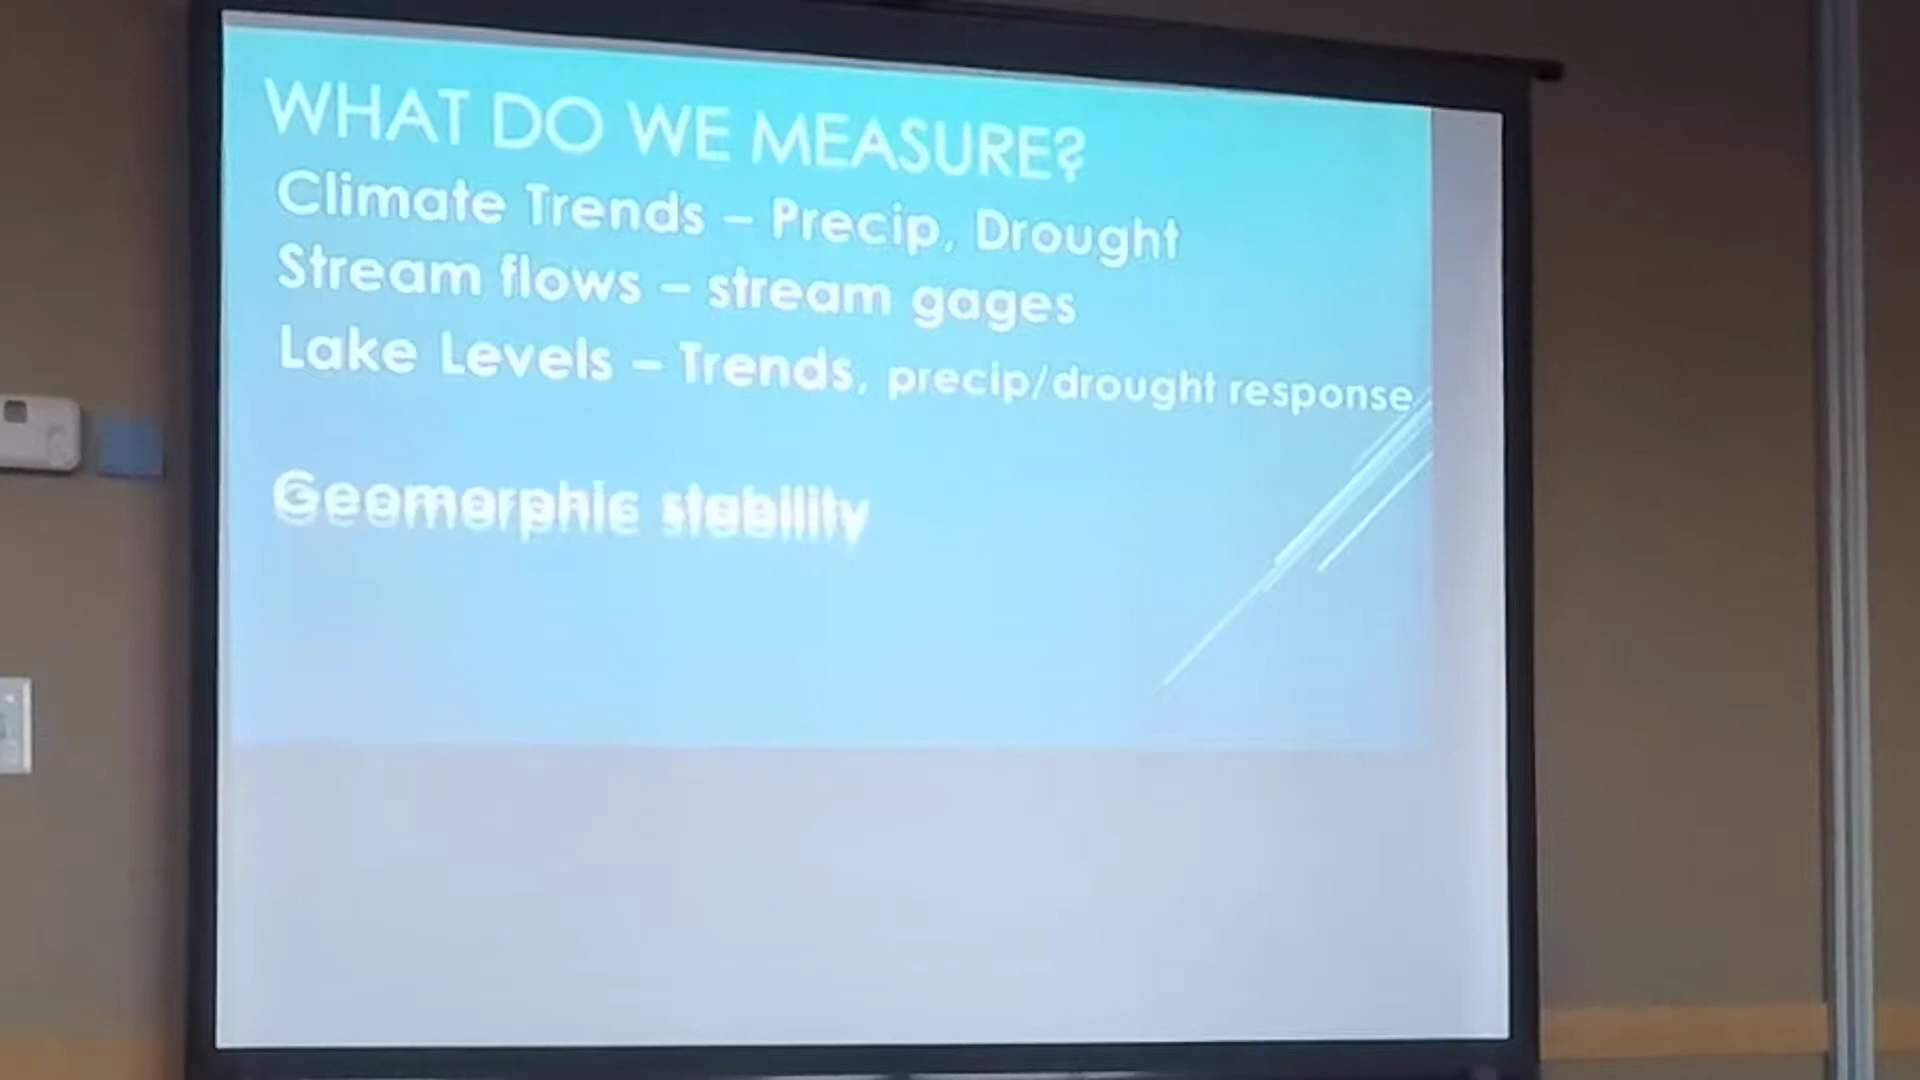 WHAT DO WE MEASURE?
Climate Trends – Precip, Drought
Stream flows – stream gages
Lake Levels – Trends, precip/drought response
Geomorphic stability